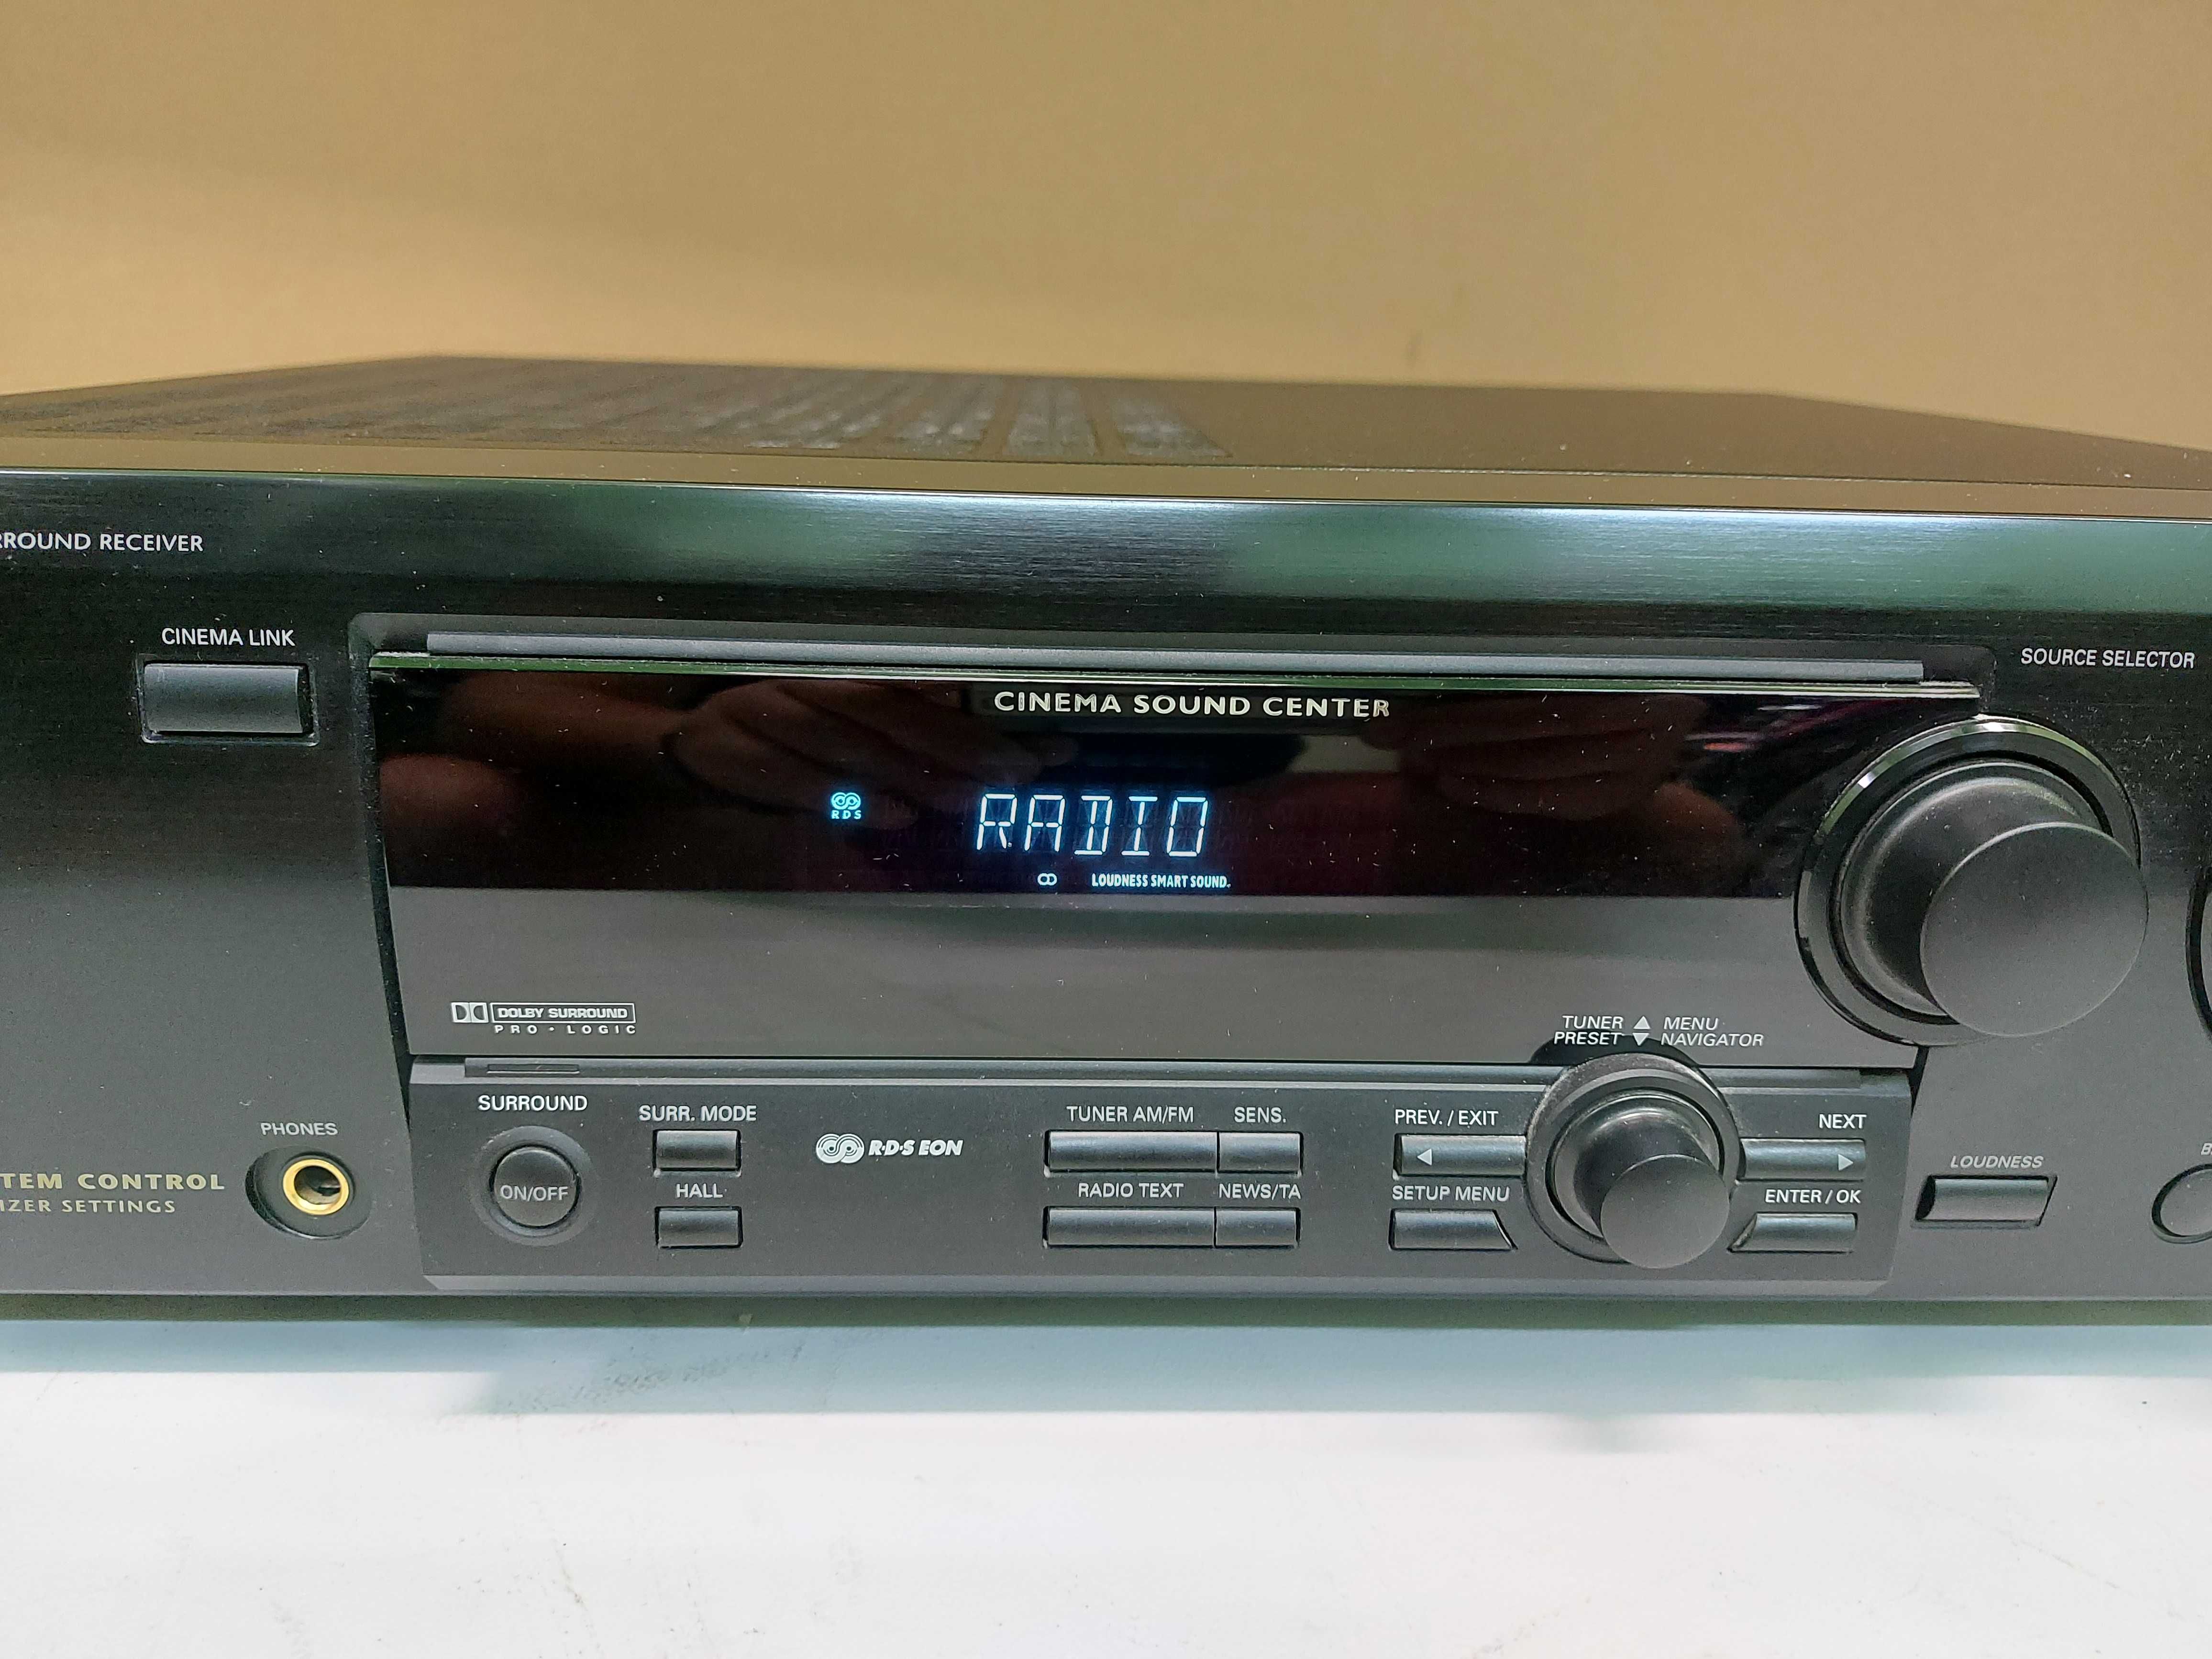 RROUND RECEIVER
CINEMA LINK
SOURCE SELECTOR
CINEMA SOUND CENTER
RDS
RADIO
LOUDNESS SMART SOUND
DOLBY SURROUND
PRO·LOGIC
TUNER ▲ MENU
PRESET ▼ NAVIGATOR
SURROUND
SURR. MODE
R·D·S EON
TUNER AM/FM
SENS.
PREV. / EXIT
NEXT
PHONES
ON/OFF
HALL
RADIO TEXT
NEWS/TA
SETUP MENU
ENTER / OK
LOUDNESS
TEM CONTROL
IZER SETTINGS